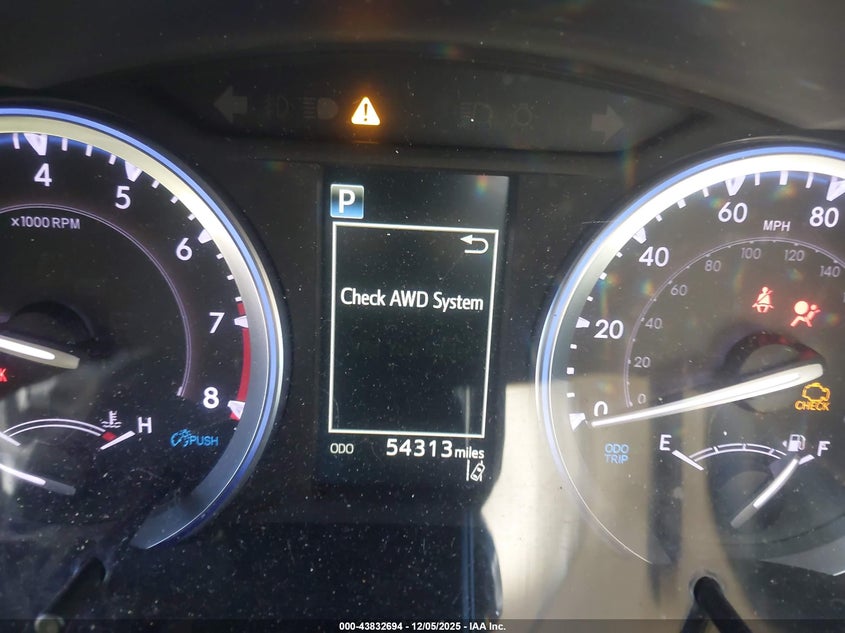 4
5
x1000 RPM
6
7
8
H
PUSH
P
Check AWD System
ODO 54313 miles
60
80
MPH
40
100
120
80
140
60
20
40
20
0
0
CHECK
ODO
TRIP
E
F
000-43832694 • 12/05/2025 • IAA Inc.